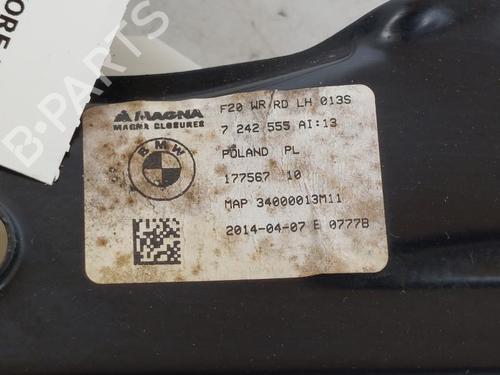 MAGNA
MAGNA CLOSURES
BMW
F20 WR RD LH 013S
7 242 555 AI:13
POLAND PL
177567 10
MAP 34000013M11
2014-04-07 E 0777B
B-PARTS